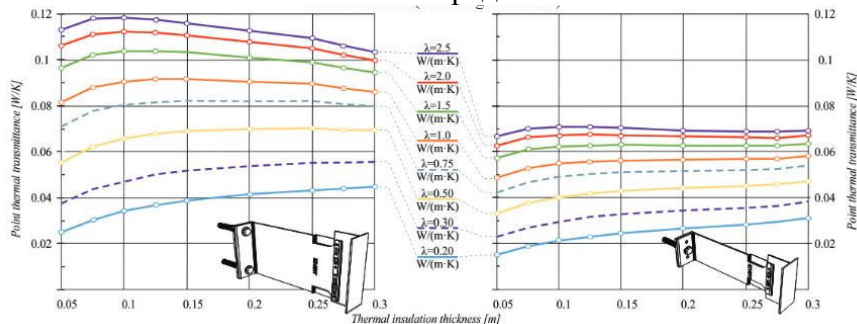 0.12
0.1
0.08
0.06
0.04
0.02
0.05
0.1
0.15
0.2
0.25
0.3
Point thermal transmittance [W/K]
λ=2.5
W/(m·K)
λ=2.0
W/(m·K)
λ=1.5
W/(m·K)
λ=1.0
W/(m·K)
λ=0.75
W/(m·K)
λ=0.50
W/(m·K)
λ=0.30
W/(m·K)
λ=0.20
W/(m·K)
0.05
0.1
0.15
0.2
0.25
0.3
0.12
0.10
0.08
0.06
0.04
0.02
Point thermal transmittance [W/K]
Thermal insulation thickness [m]